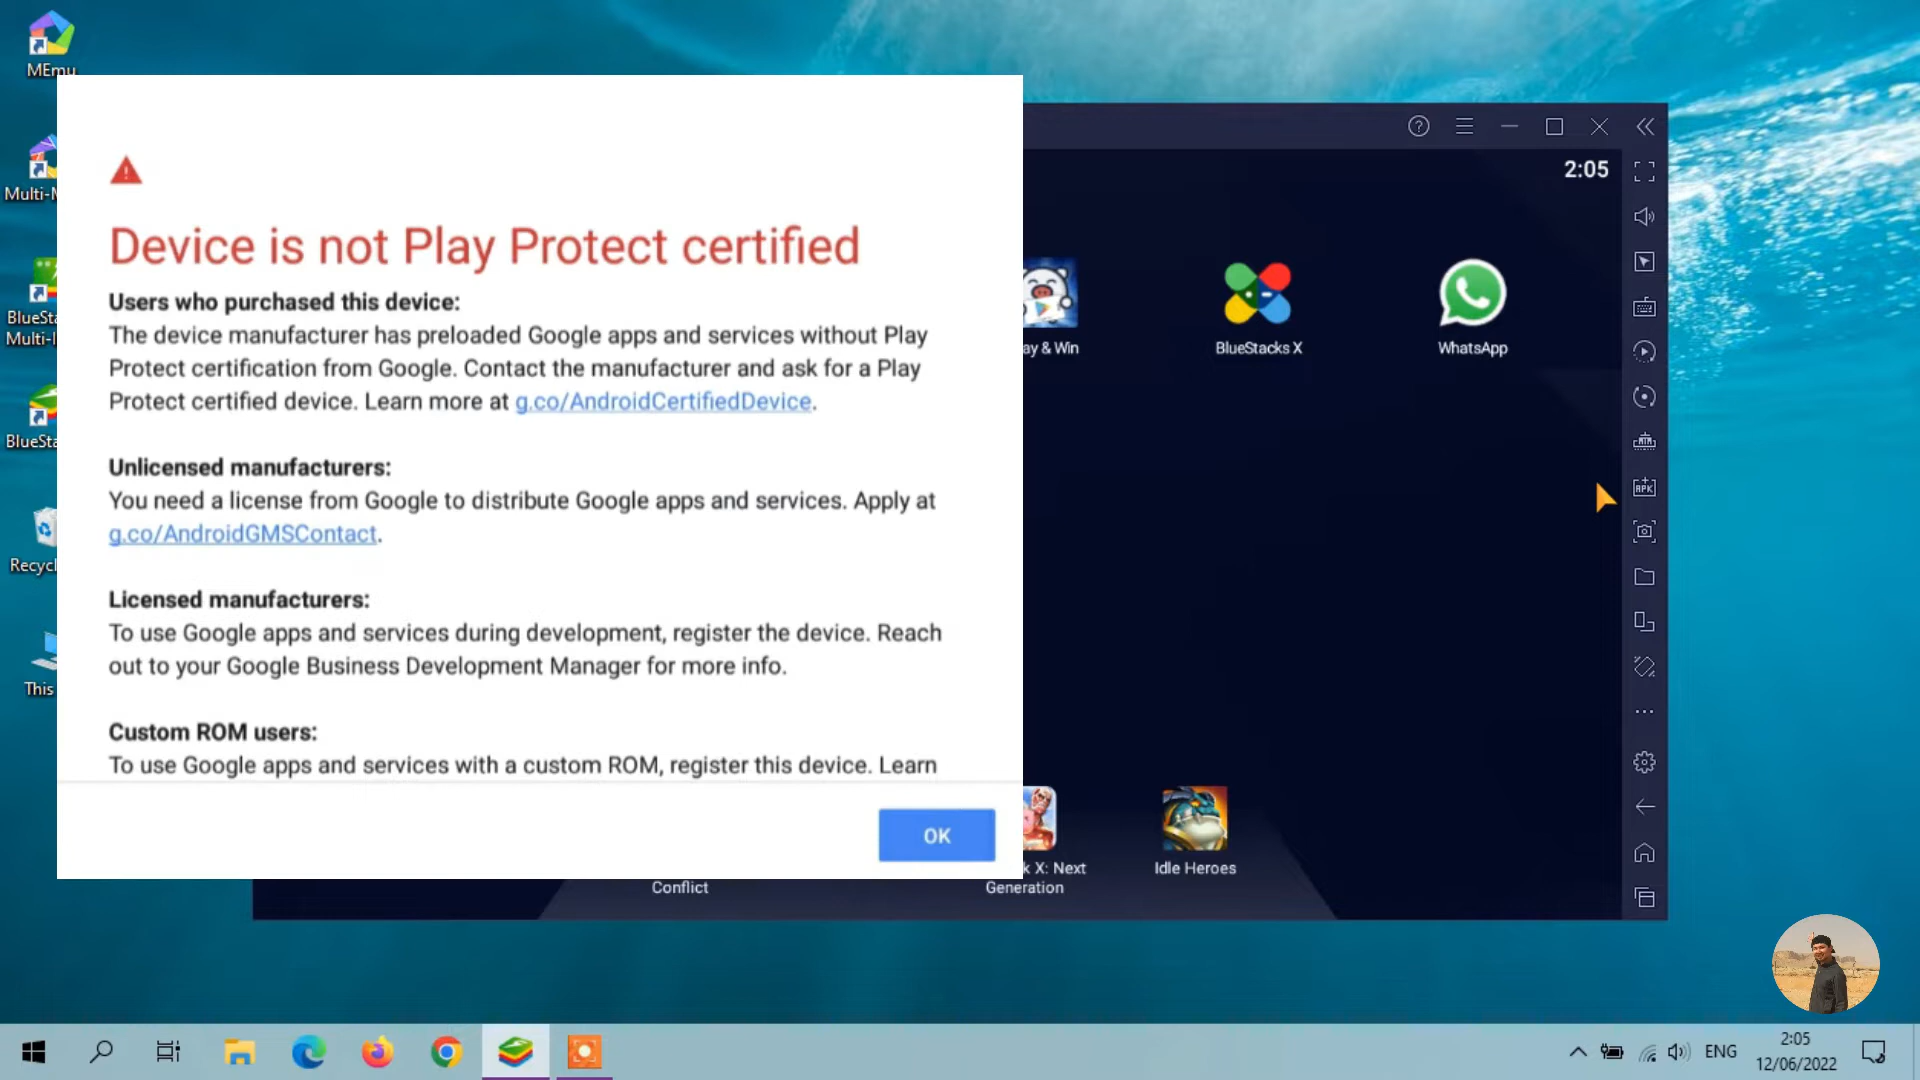 MEmu
Multi-M
BlueSta
Multi-I
BlueSta
Recycl
This
Device is not Play Protect certified
Users who purchased this device:
The device manufacturer has preloaded Google apps and services without Play
Protect certification from Google. Contact the manufacturer and ask for a Play
Protect certified device. Learn more at g.co/AndroidCertifiedDevice.
Unlicensed manufacturers:
You need a license from Google to distribute Google apps and services. Apply at
g.co/AndroidGMSContact.
Licensed manufacturers:
To use Google apps and services during development, register the device. Reach
out to your Google Business Development Manager for more info.
Custom ROM users:
To use Google apps and services with a custom ROM, register this device. Learn
OK
2:05
ay & Win
BlueStacks X
WhatsApp
Conflict
k X: Next
Generation
Idle Heroes
APK
ENG
2:05
12/06/2022